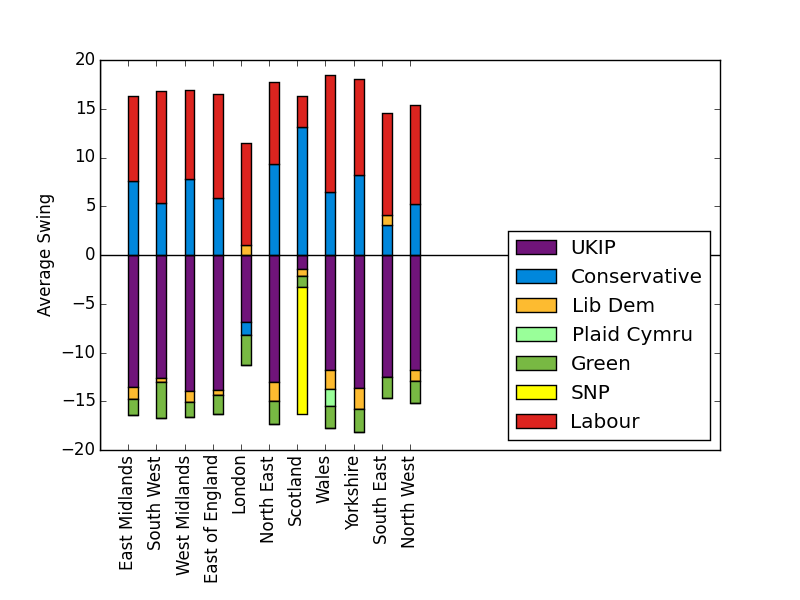 20
15
10
5
0
−5
−10
−15
−20
Average Swing
East Midlands
South West
West Midlands
East of England
London
North East
Scotland
Wales
Yorkshire
South East
North West
UKIP
Conservative
Lib Dem
Plaid Cymru
Green
SNP
Labour